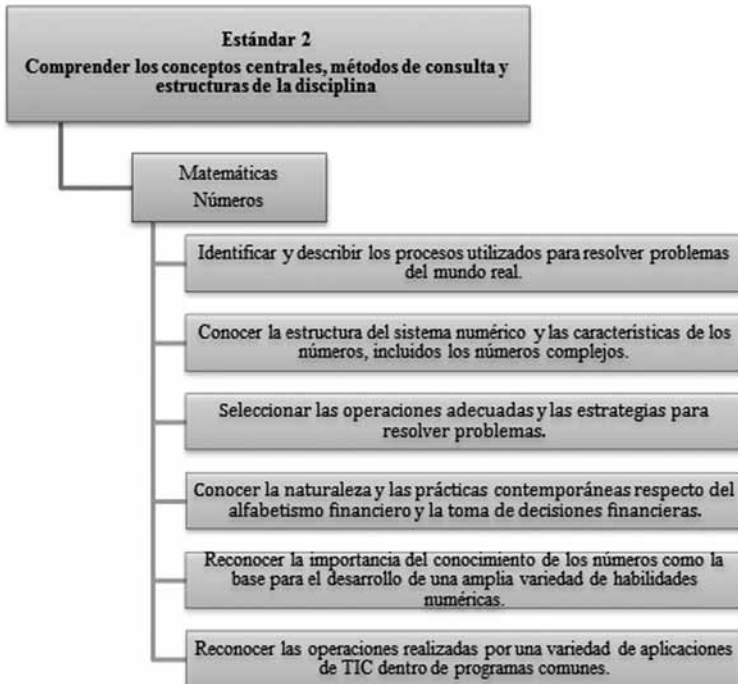 Estándar 2
Comprender los conceptos centrales, métodos de consulta y
estructuras de la disciplina
Matemáticas
Números
Identificar y describir los procesos utilizados para resolver problemas
del mundo real.
Conocer la estructura del sistema numérico y las características de los
números, incluidos los números complejos.
Seleccionar las operaciones adecuadas y las estrategias para
resolver problemas.
Conocer la naturaleza y las prácticas contemporáneas respecto del
alfabetismo financiero y la toma de decisiones financieras.
Reconocer la importancia del conocimiento de los números como la
base para el desarrollo de una amplia variedad de habilidades
numéricas.
Reconocer las operaciones realizadas por una variedad de aplicaciones
de TIC dentro de programas comunes.